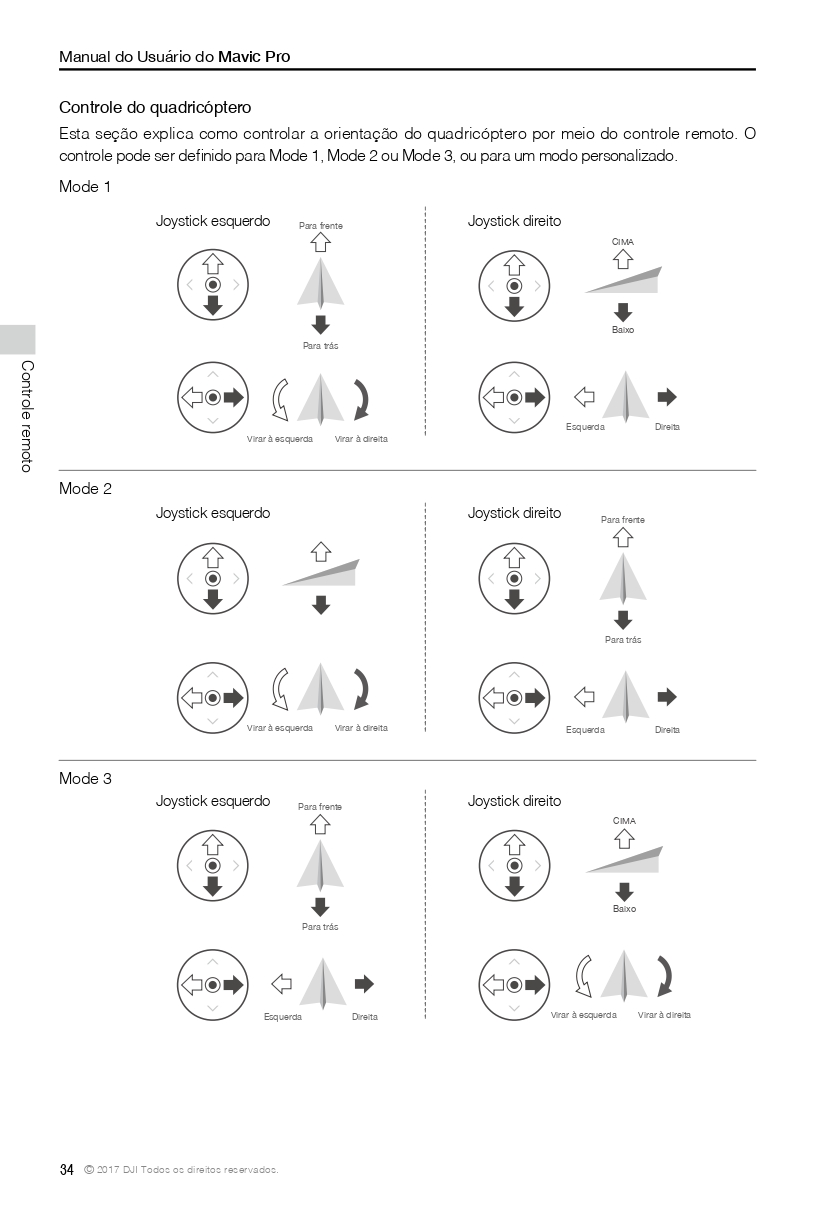 Manual do Usuário do Mavic Pro
Controle do quadricóptero
Esta seção explica como controlar a orientação do quadricóptero por meio do controle remoto. O
controle pode ser definido para Mode 1, Mode 2 ou Mode 3, ou para um modo personalizado.
Mode 1
Joystick esquerdo
Para frente
Para trás
Virar à esquerda
Virar à direita
Joystick direito
CIMA
Baixo
Esquerda
Direita
Controle remoto
Mode 2
Joystick esquerdo
Virar à esquerda
Virar à direita
Joystick direito
Para frente
Para trás
Esquerda
Direita
Mode 3
Joystick esquerdo
Para frente
Para trás
Esquerda
Direita
Joystick direito
CIMA
Baixo
Virar à esquerda
Virar à direita
34 © 2017 DJI Todos os direitos reservados.